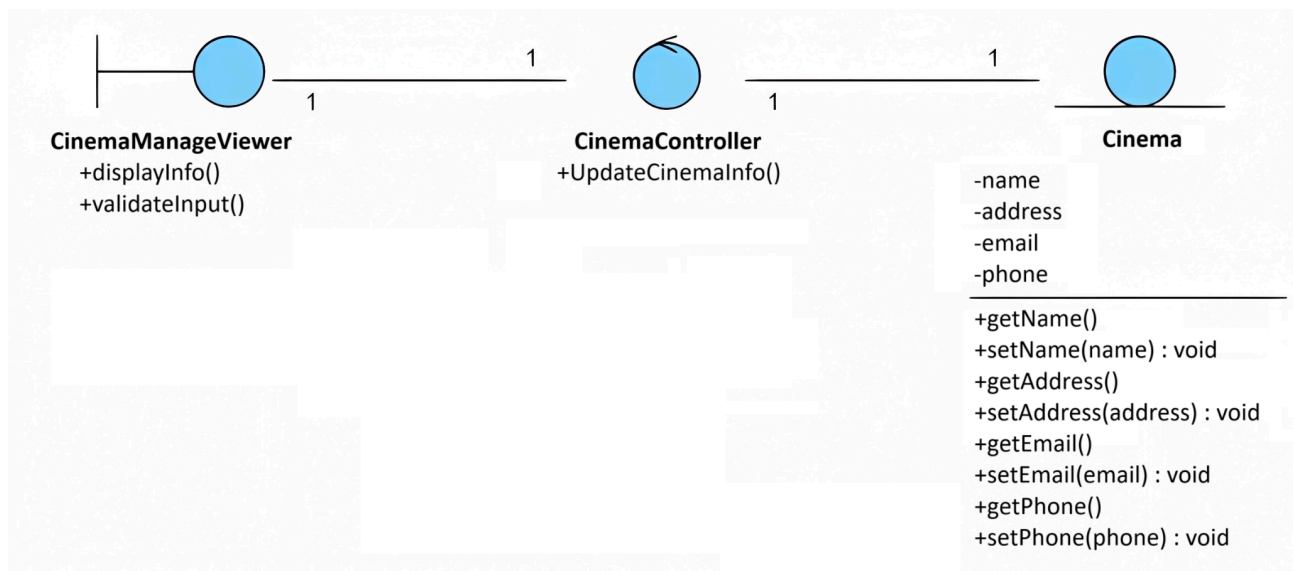 1
1
1
1
CinemaManageViewer
+displayInfo()
+validateInput()
CinemaController
+UpdateCinemaInfo()
Cinema
-name
-address
-email
-phone
+getName()
+setName(name) : void
+getAddress()
+setAddress(address) : void
+getEmail()
+setEmail(email) : void
+getPhone()
+setPhone(phone) : void